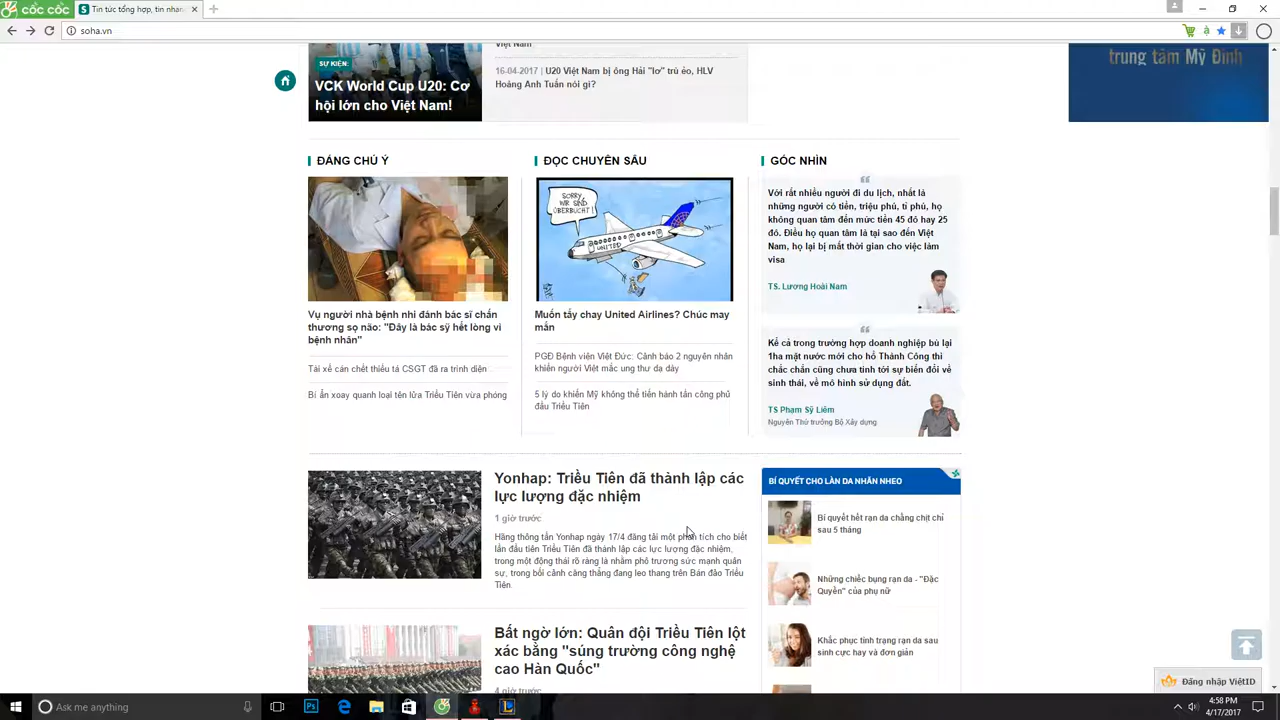 cốc cốc
Tin tức tổng hợp, tin nhan
soha.vn
Việt Nam
SỰ KIỆN:
VCK World Cup U20: Cơ
hội lớn cho Việt Nam!
16-04-2017 | U20 Việt Nam bị ông Hải "lơ" trù ẻo, HLV
Hoàng Anh Tuấn nói gì?
trung tâm Mỹ Đình
ĐÁNG CHÚ Ý
Vụ người nhà bệnh nhi đánh bác sĩ chấn
thương sọ não: "Đây là bác sỹ hết lòng vì
bệnh nhân"
Tài xế cán chết thiếu tá CSGT đã ra trình diện
Bí ẩn xoay quanh loại tên lửa Triều Tiên vừa phóng
ĐỌC CHUYÊN SÂU
SORRY,
WIR SIND
ÜBERBUCHT!
UNITED
Muốn tẩy chay United Airlines? Chúc may
mắn
PGĐ Bệnh viện Việt Đức: Cảnh báo 2 nguyên nhân
khiến người Việt mắc ung thư dạ dày
5 lý do khiến Mỹ không thể tiến hành tấn công phủ
đầu Triều Tiên
GÓC NHÌN
Với rất nhiều người đi du lịch, nhất là
những người có tiền, triệu phú, tỉ phú, họ
không quan tâm đến mức tiền 45 đô hay 25
đô. Điều họ quan tâm là tại sao đến Việt
Nam, họ lại bị mất thời gian cho việc làm
visa
TS. Lương Hoài Nam
Kể cả trong trường hợp doanh nghiệp bù lại
1ha mặt nước mới cho hồ Thành Công thì
chắc chắn cũng chưa tính tới sự biến đổi về
sinh thái, về mô hình sử dụng đất.
TS Phạm Sỹ Liêm
Nguyên Thứ trưởng Bộ Xây dựng
Yonhap: Triều Tiên đã thành lập các
lực lượng đặc nhiệm
1 giờ trước
Hãng thông tấn Yonhap ngày 17/4 đăng tải một phân tích cho biết
lần đầu tiên Triều Tiên đã thành lập các lực lượng đặc nhiệm,
trong một động thái rõ ràng là nhằm phô trương sức mạnh quân
sự, trong bối cảnh căng thẳng đang leo thang trên Bán đảo Triều
Tiên.
Bất ngờ lớn: Quân đội Triều Tiên lột
xác bằng "súng trường công nghệ
cao Hàn Quốc"
4 giờ trước
BÍ QUYẾT CHO LÀN DA NHĂN NHEO
Bí quyết hết rạn da chằng chịt chỉ
sau 5 tháng
Những chiếc bụng rạn da - "Đặc
Quyền" của phụ nữ
Khắc phục tình trạng rạn da sau
sinh cực hay và đơn giản
Đăng nhập ViệtID
Ask me anything
4:58 PM
4/17/2017